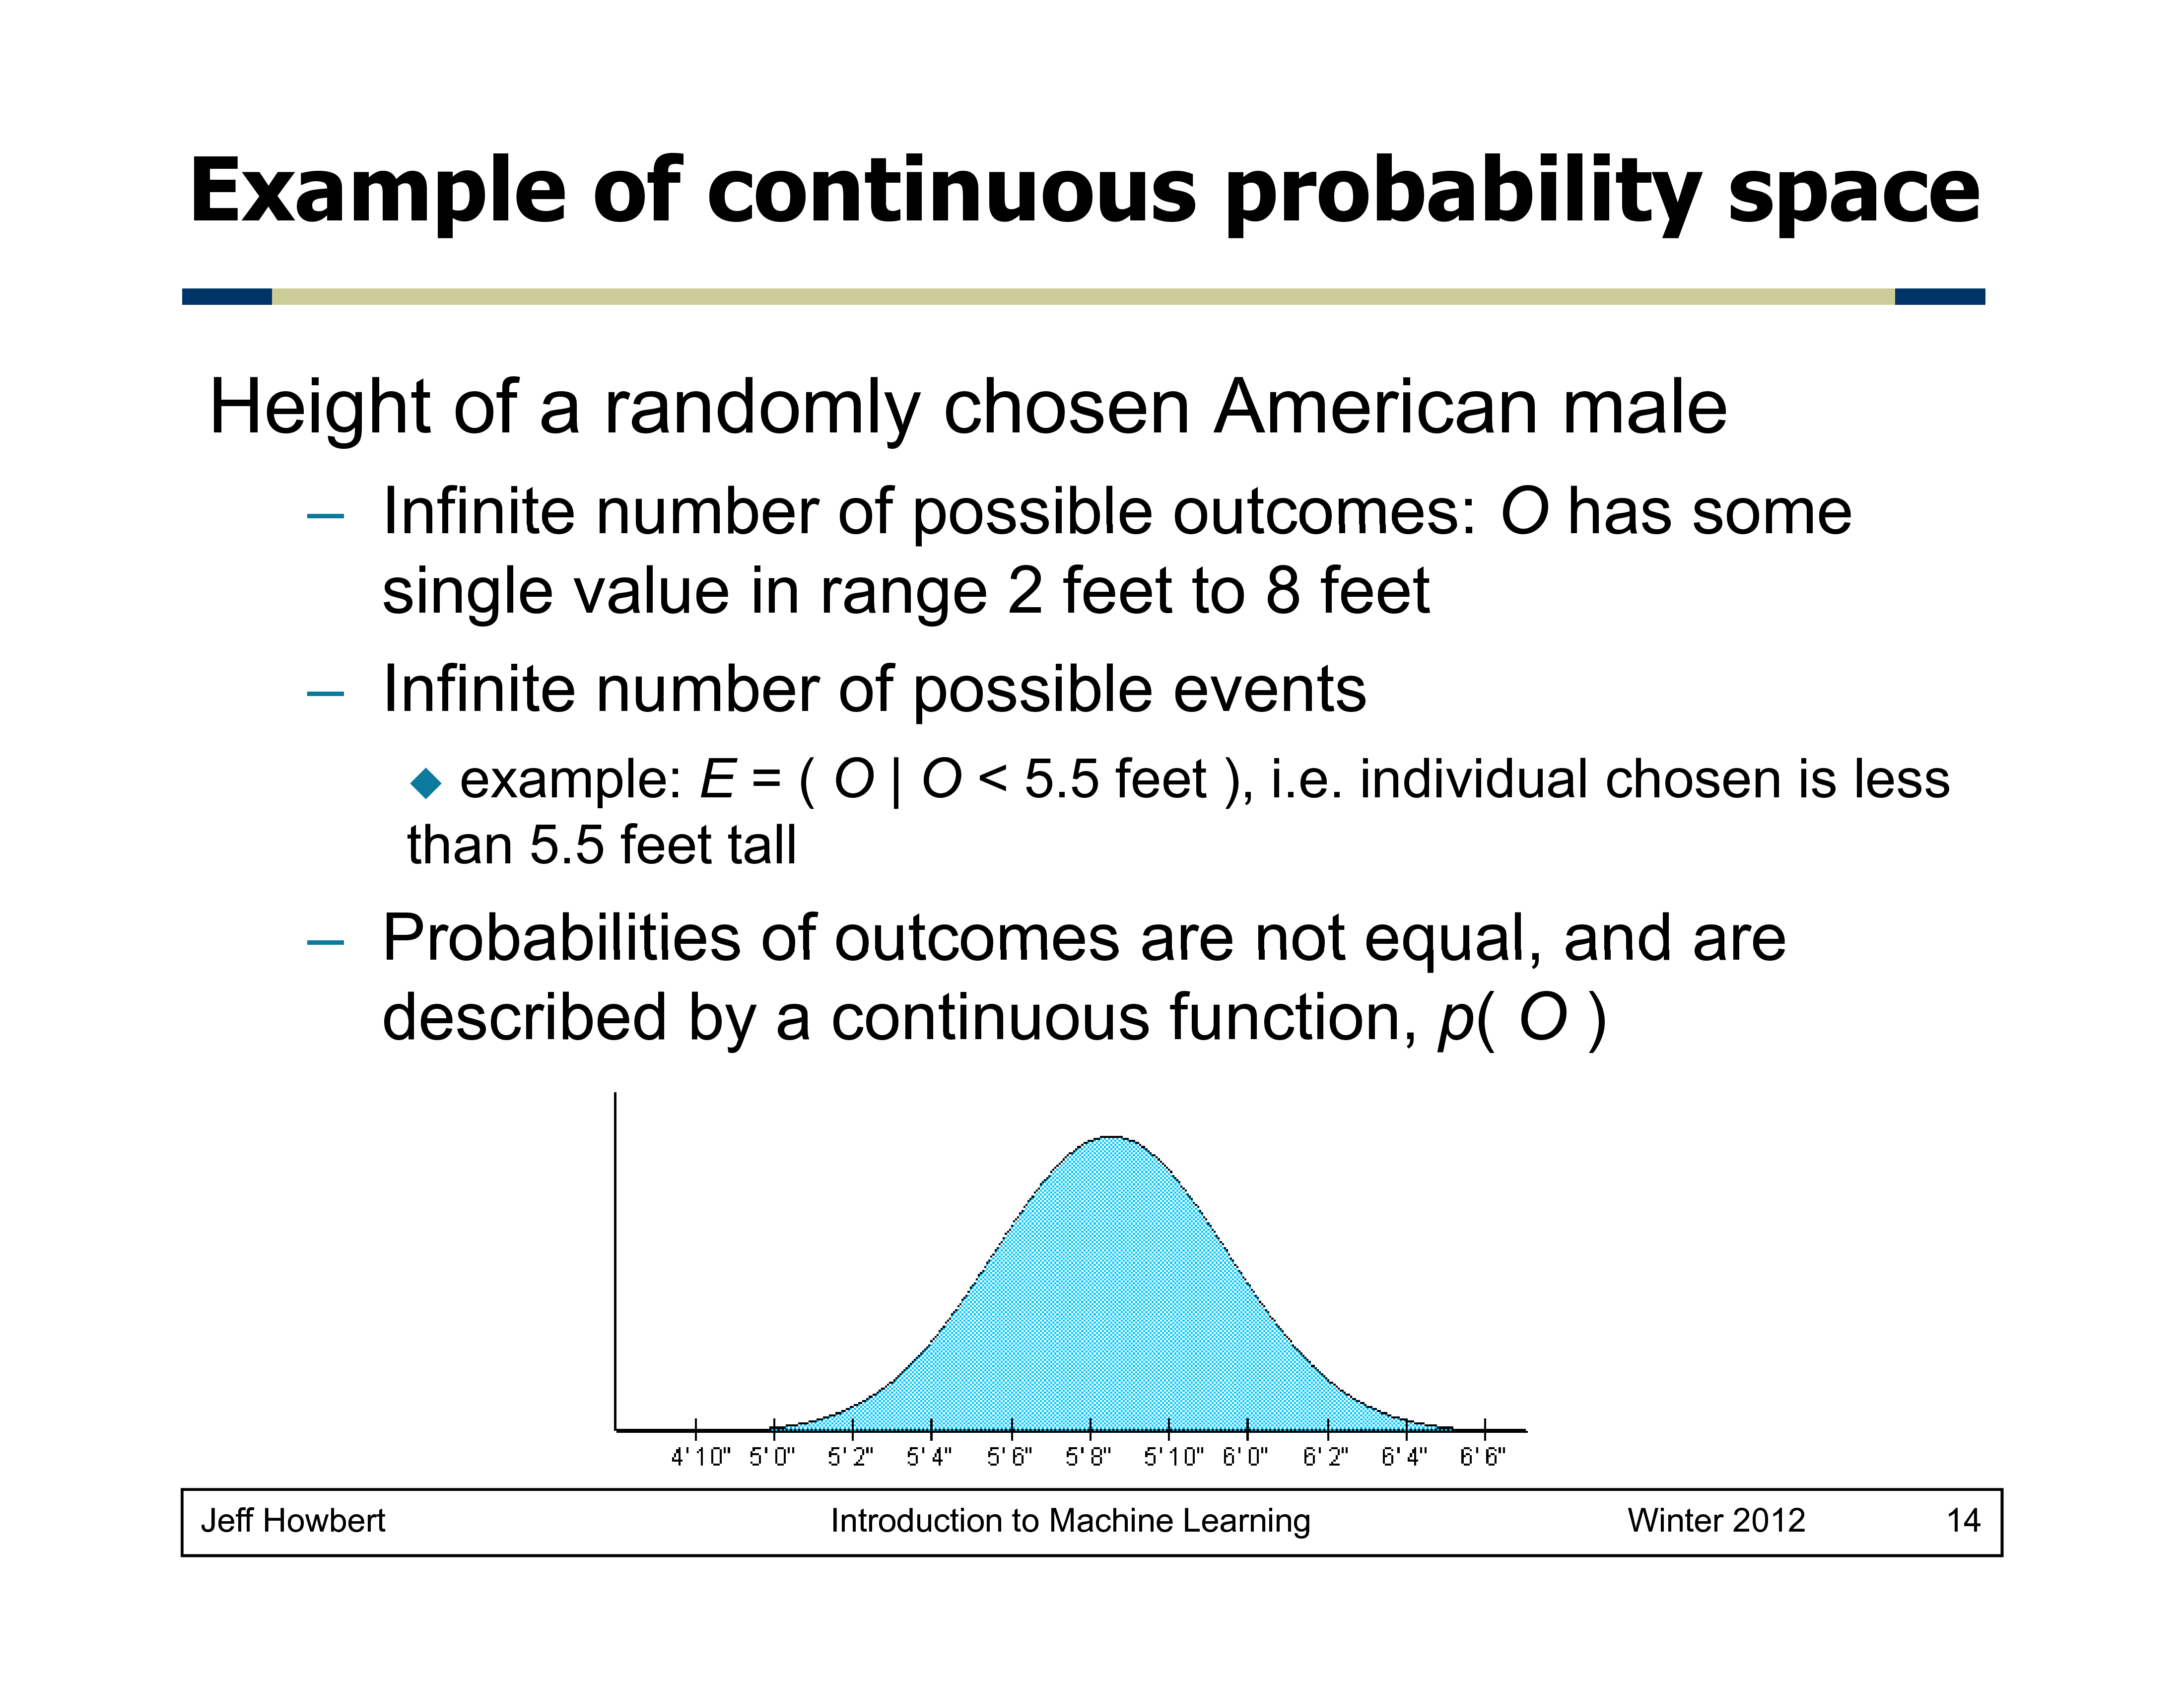 Example of continuous probability space
Height of a randomly chosen American male
– Infinite number of possible outcomes: O has some
single value in range 2 feet to 8 feet
– Infinite number of possible events
◆ example: E = ( O | O < 5.5 feet ), i.e. individual chosen is less
than 5.5 feet tall
– Probabilities of outcomes are not equal, and are
described by a continuous function, p( O )
4'10" 5'0" 5'2" 5'4" 5'6" 5'8" 5'10" 6'0" 6'2" 6'4" 6'6"
Jeff Howbert Introduction to Machine Learning Winter 2012 14